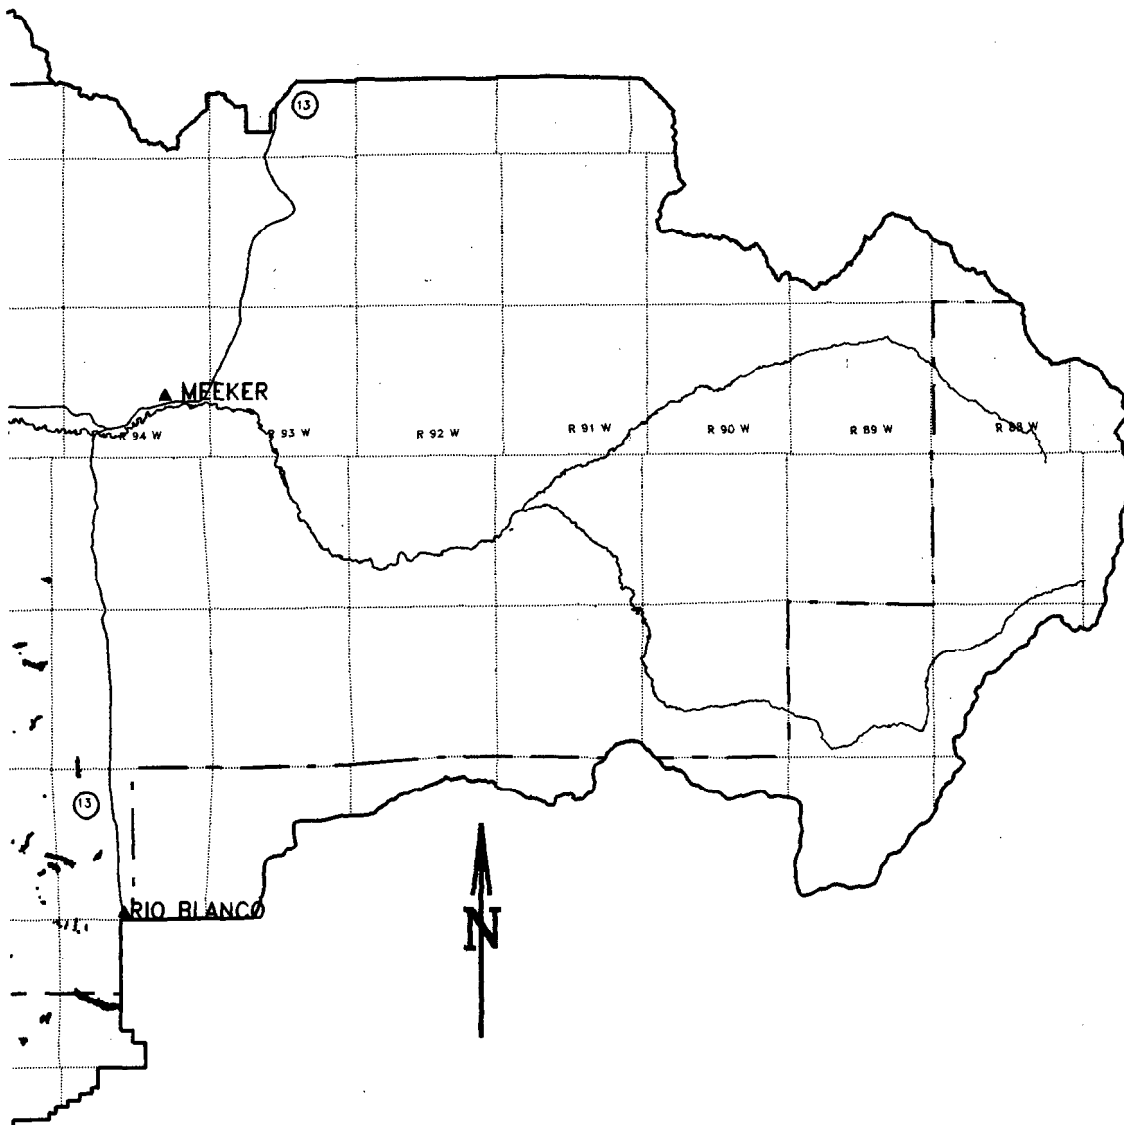 13
MEEKER
R 94 W
R 93 W
R 92 W
R 91 W
R 90 W
R 89 W
R 88 W
13
RIO BLANCO
N